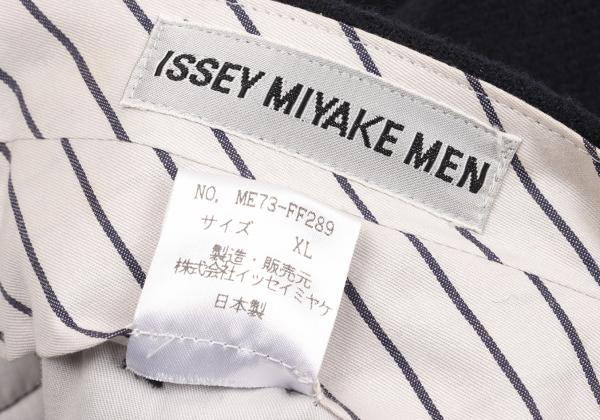 ISSEY MIYAKE MEN
NO. ME73-FF289
サイズ XL
製造・販売元
株式会社イッセイミヤケ
日本製